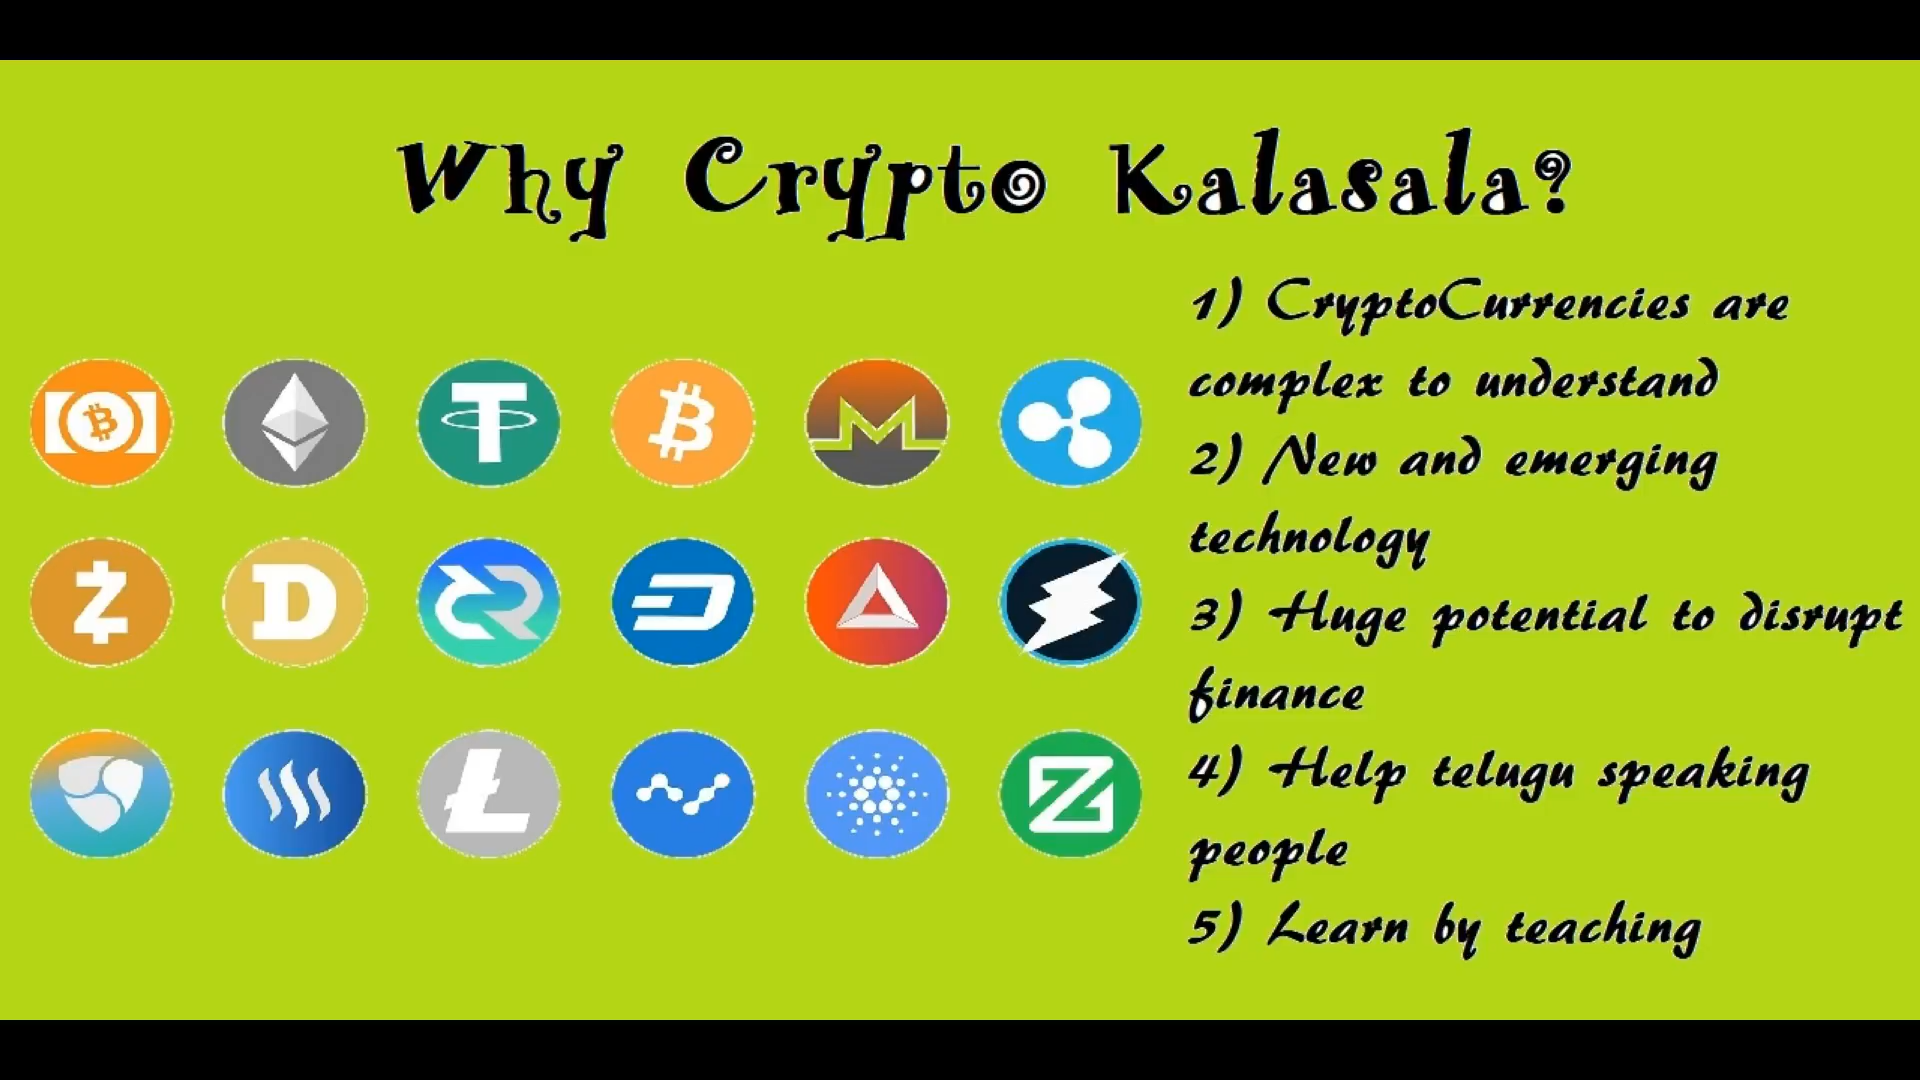 Why Crypto Kalasala?
1) CryptoCurrencies are
complex to understand
2) New and emerging
technology
3) Huge potential to disrupt
finance
4) Help telugu speaking
people
5) Learn by teaching